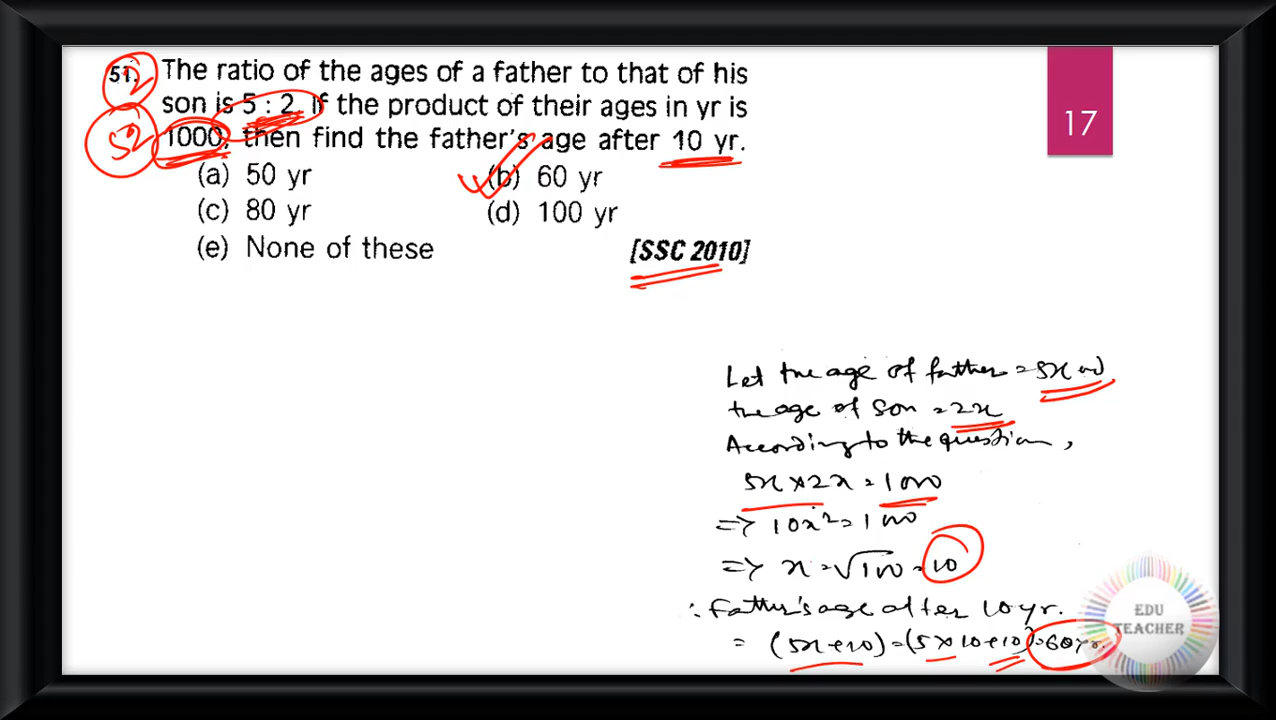 17
51. The ratio of the ages of a father to that of his
son is 5 : 2. If the product of their ages in yr is
52
1000, then find the father's age after 10 yr.
(a) 50 yr (b) 60 yr
(c) 80 yr (d) 100 yr
(e) None of these [SSC 2010]
Let the age of father = 5x
the age of son = 2x
According to the question,
5x × 2x = 1000
=> 10x² = 1000
=> x = √100 = 10
∴ Father's age after 10 yr.
= (5x+10) = (5×10+10) = 60 yr.
EDU
TEACHER